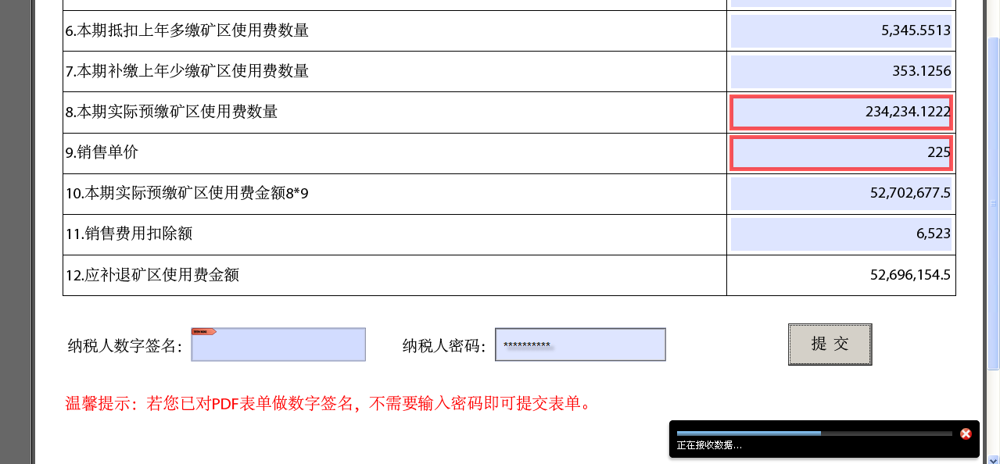 6.本期抵扣上年多缴矿区使用费数量 5,345.5513
7.本期补缴上年少缴矿区使用费数量 353.1256
8.本期实际预缴矿区使用费数量 234,234.1222
9.销售单价 225
10.本期实际预缴矿区使用费金额8*9 52,702,677.5
11.销售费用扣除额 6,523
12.应补退矿区使用费金额 52,696,154.5
纳税人数字签名： 纳税人密码： ********** 提 交
温馨提示：若您已对PDF表单做数字签名，不需要输入密码即可提交表单。
正在接收数据...